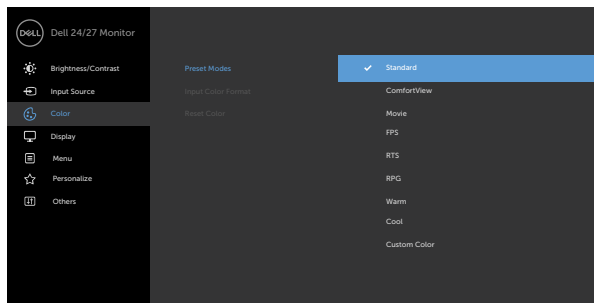 DELL Dell 24/27 Monitor
Brightness/Contrast
Input Source
Color
Display
Menu
Personalize
Others
Preset Modes
Input Color Format
Reset Color
Standard
ComfortView
Movie
FPS
RTS
RPG
Warm
Cool
Custom Color